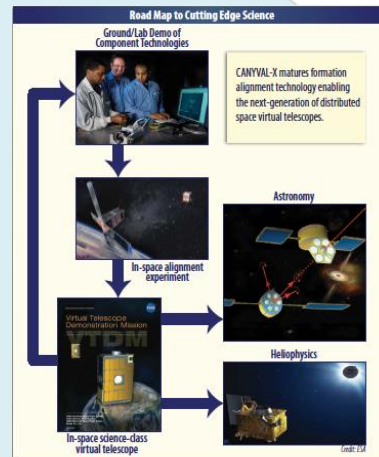 Road Map to Cutting Edge Science
Ground/Lab Demo of
Component Technologies
CANYVAL-X matures formation
alignment technology enabling
the next-generation of distributed
space virtual telescopes.
In-space alignment
experiment
Astronomy
Virtual Telescope
Demonstration Mission
VTDM
In-space science-class
virtual telescope
Heliophysics
Credit: ESA